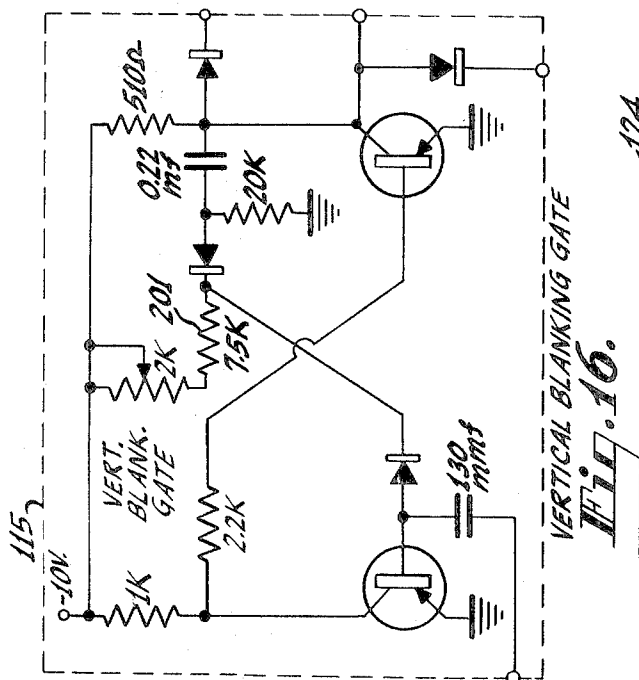 115
-10V.
1K
VERT.
BLANK.
GATE
2K
201
7.5K
2.2K
0.22
mf
20K
510Ω
130
mmf
VERTICAL BLANKING GATE
Fig.16.
124